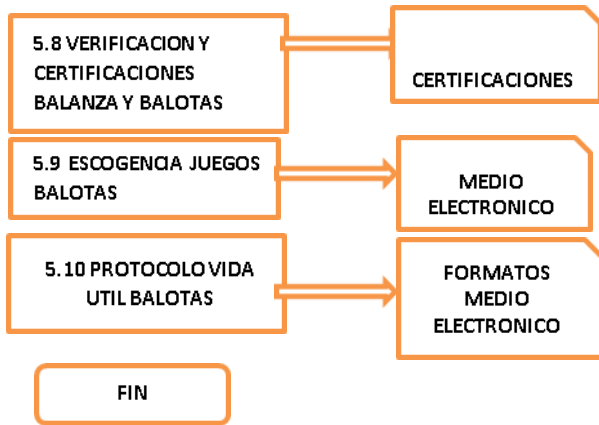 5.8 VERIFICACION Y
CERTIFICACIONES
BALANZA Y BALOTAS
CERTIFICACIONES
5.9 ESCOGENCIA JUEGOS
BALOTAS
MEDIO
ELECTRONICO
5.10 PROTOCOLO VIDA
UTIL BALOTAS
FORMATOS
MEDIO
ELECTRONICO
FIN